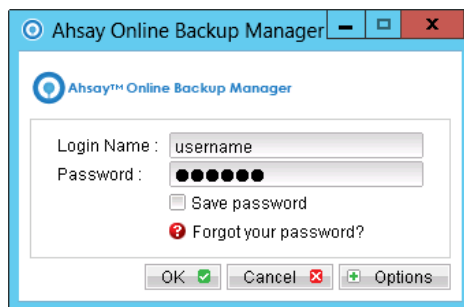 Ahsay Online Backup Manager
Ahsay™ Online Backup Manager
Login Name : username
Password : ●●●●●●
Save password
Forgot your password?
OK Cancel Options